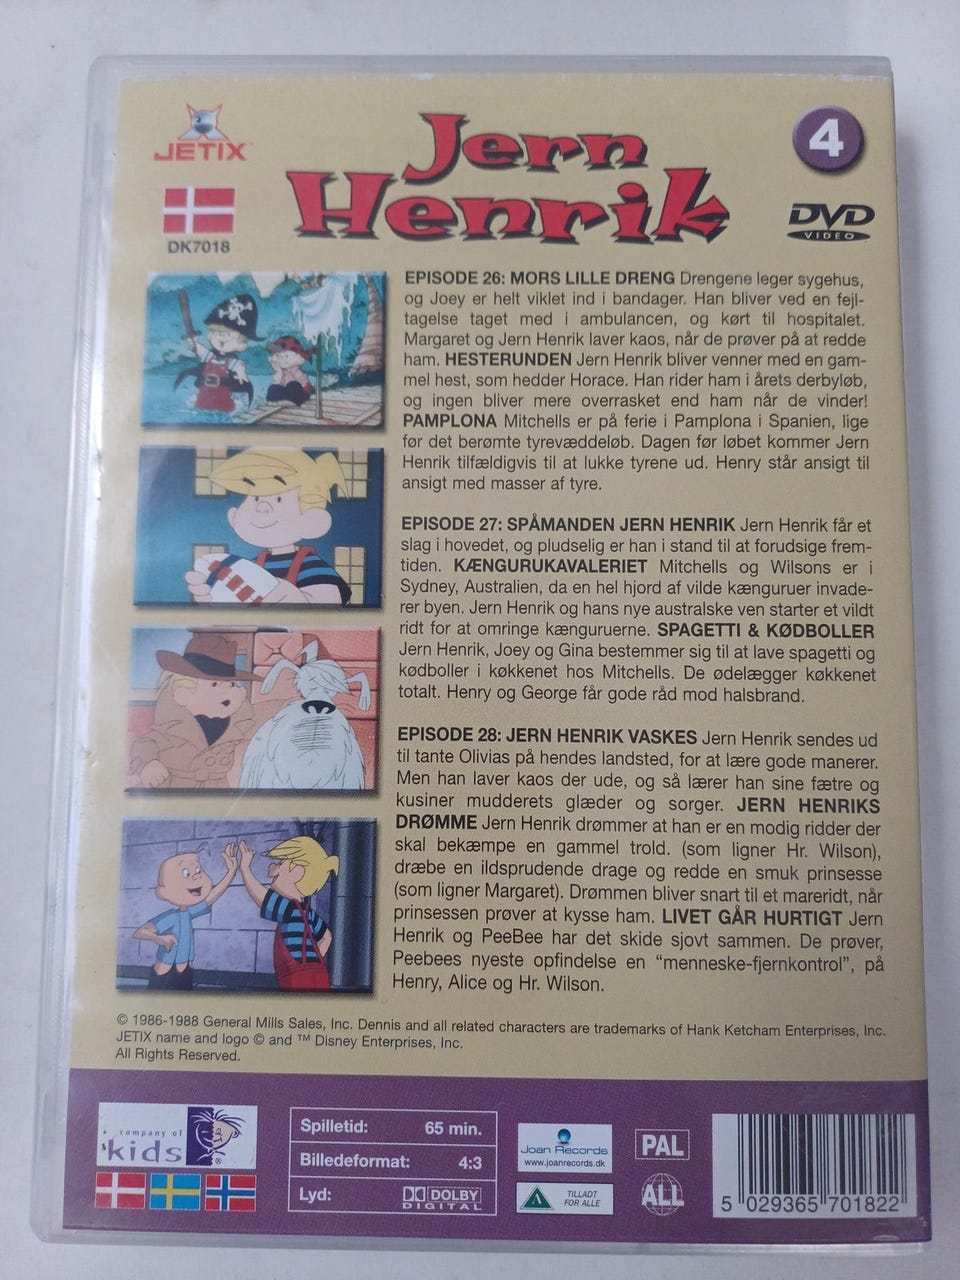 JETIX™
Jern
Henrik
4
DVD
VIDEO
DK7018
EPISODE 26: MORS LILLE DRENG Drengene leger sygehus,
og Joey er helt viklet ind i bandager. Han bliver ved en fejl-
tagelse taget med i ambulancen, og kørt til hospitalet.
Margaret og Jern Henrik laver kaos, når de prøver på at redde
ham. HESTERUNDEN Jern Henrik bliver venner med en gam-
mel hest, som hedder Horace. Han rider ham i årets derbyløb,
og ingen bliver mere overrasket end ham når de vinder!
PAMPLONA Mitchells er på ferie i Pamplona i Spanien, lige
før det berømte tyrevæddeløb. Dagen før løbet kommer Jern
Henrik tilfældigvis til at lukke tyrene ud. Henry står ansigt til
ansigt med masser af tyre.
EPISODE 27: SPÅMANDEN JERN HENRIK Jern Henrik får et
slag i hovedet, og pludselig er han i stand til at forudsige frem-
tiden. KÆNGURUKAVALERIET Mitchells og Wilsons er i
Sydney, Australien, da en hel hjord af vilde kænguruer invade-
rer byen. Jern Henrik og hans nye australske ven starter et vildt
ridt for at omringe kænguruerne. SPAGETTI & KØDBOLLER
Jern Henrik, Joey og Gina bestemmer sig til at lave spagetti og
kødboller i køkkenet hos Mitchells. De ødelægger køkkenet
totalt. Henry og George får gode råd mod halsbrand.
EPISODE 28: JERN HENRIK VASKES Jern Henrik sendes ud
til tante Olivias på hendes landsted, for at lære gode manerer.
Men han laver kaos der ude, og så lærer han sine fætre og
kusiner mudderets glæder og sorger. JERN HENRIKS
DRØMME Jern Henrik drømmer at han er en modig ridder der
skal bekæmpe en gammel trold. (som ligner Hr. Wilson),
dræbe en ildsprudende drage og redde en smuk prinsesse
(som ligner Margaret). Drømmen bliver snart til et mareridt, når
prinsessen prøver at kysse ham. LIVET GÅR HURTIGT Jern
Henrik og PeeBee har det skide sjovt sammen. De prøver,
Peebees nyeste opfindelse en “menneske-fjernkontrol”, på
Henry, Alice og Hr. Wilson.
© 1986-1988 General Mills Sales, Inc. Dennis and all related characters are trademarks of Hank Ketcham Enterprises, Inc.
JETIX name and logo © and ™ Disney Enterprises, Inc.
All Rights Reserved.
company of
kids®
Spilletid: 65 min.
Billedeformat: 4:3
Lyd: DOLBY
DIGITAL
Joan Records
www.joanrecords.dk
A TILLADT
FOR ALLE
PAL
ALL
5 029365 701822